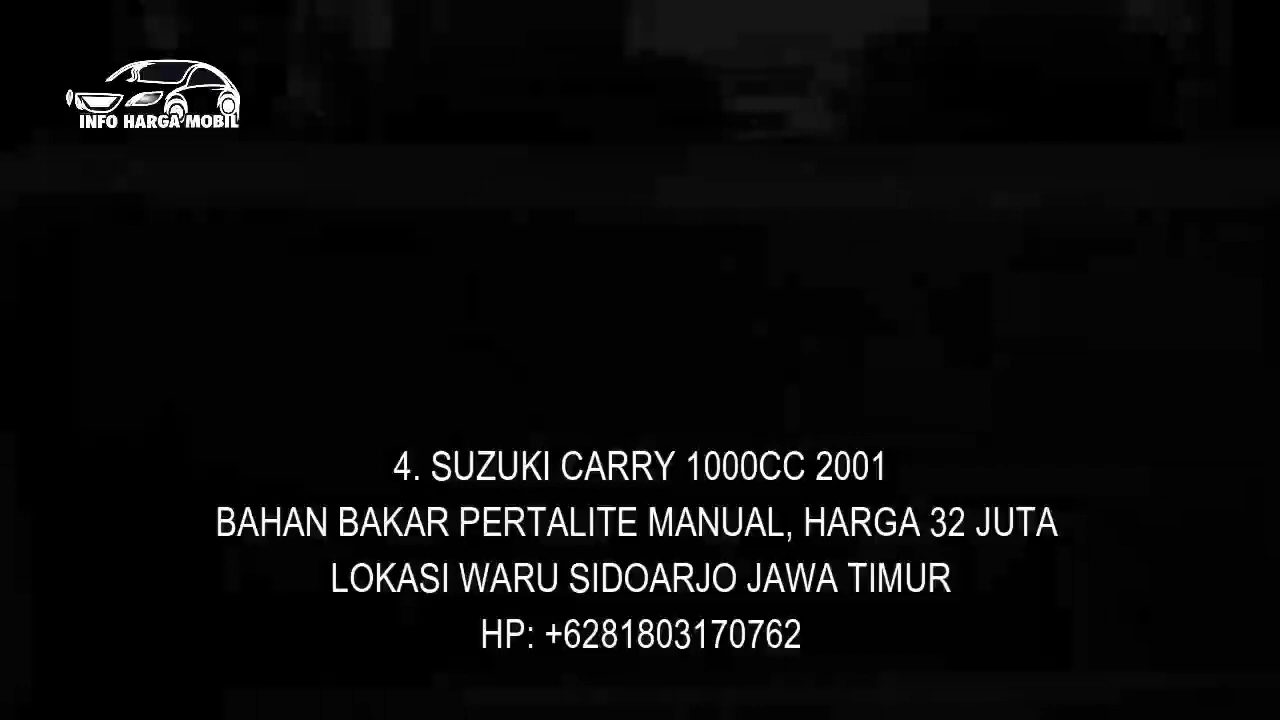 INFO HARGA MOBIL
4. SUZUKI CARRY 1000CC 2001
BAHAN BAKAR PERTALITE MANUAL, HARGA 32 JUTA
LOKASI WARU SIDOARJO JAWA TIMUR
HP: +6281803170762